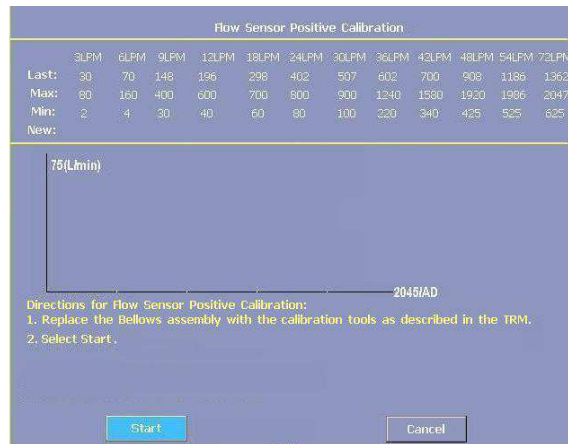 Flow Sensor Positive Calibration
3LPM 6LPM 9LPM 12LPM 18LPM 24LPM 30LPM 36LPM 42LPM 48LPM 54LPM 72LPM
Last: 30 70 148 196 298 402 507 602 700 908 1186 1362
Max: 80 160 400 600 700 800 900 1240 1580 1920 1986 2047
Min: 2 4 30 40 60 80 100 220 340 425 525 625
New:
75(L/min)
2045/AD
Directions for Flow Sensor Positive Calibration:
1. Replace the Bellows assembly with the calibration tools as described in the TRM.
2. Select Start.
Start Cancel